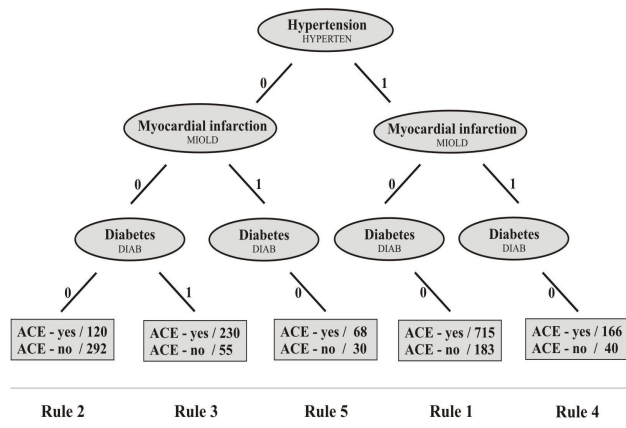 Hypertension
HYPERTEN
0 1
Myocardial infarction Myocardial infarction
MIOLD MIOLD
0 1 0 1
Diabetes Diabetes Diabetes Diabetes
DIAB DIAB DIAB DIAB
0 1 0 0 0
ACE - yes / 120 ACE - yes / 230 ACE - yes / 68 ACE - yes / 715 ACE - yes / 166
ACE - no / 292 ACE - no / 55 ACE - no / 30 ACE - no / 183 ACE - no / 40
Rule 2 Rule 3 Rule 5 Rule 1 Rule 4